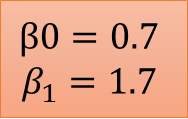 β0 = 0.7
β₁ = 1.7